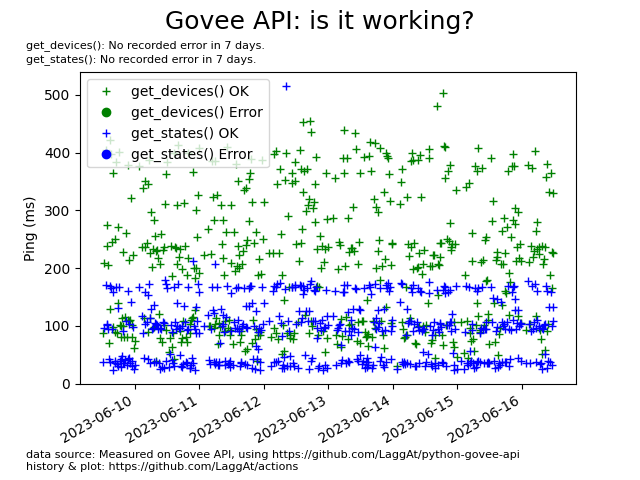 Govee API: is it working?
get_devices(): No recorded error in 7 days.
get_states(): No recorded error in 7 days.
get_devices() OK
get_devices() Error
get_states() OK
get_states() Error
Ping (ms)
500
400
300
200
100
0
2023-06-10
2023-06-11
2023-06-12
2023-06-13
2023-06-14
2023-06-15
2023-06-16
data source: Measured on Govee API, using https://github.com/LaggAt/python-govee-api
history & plot: https://github.com/LaggAt/actions